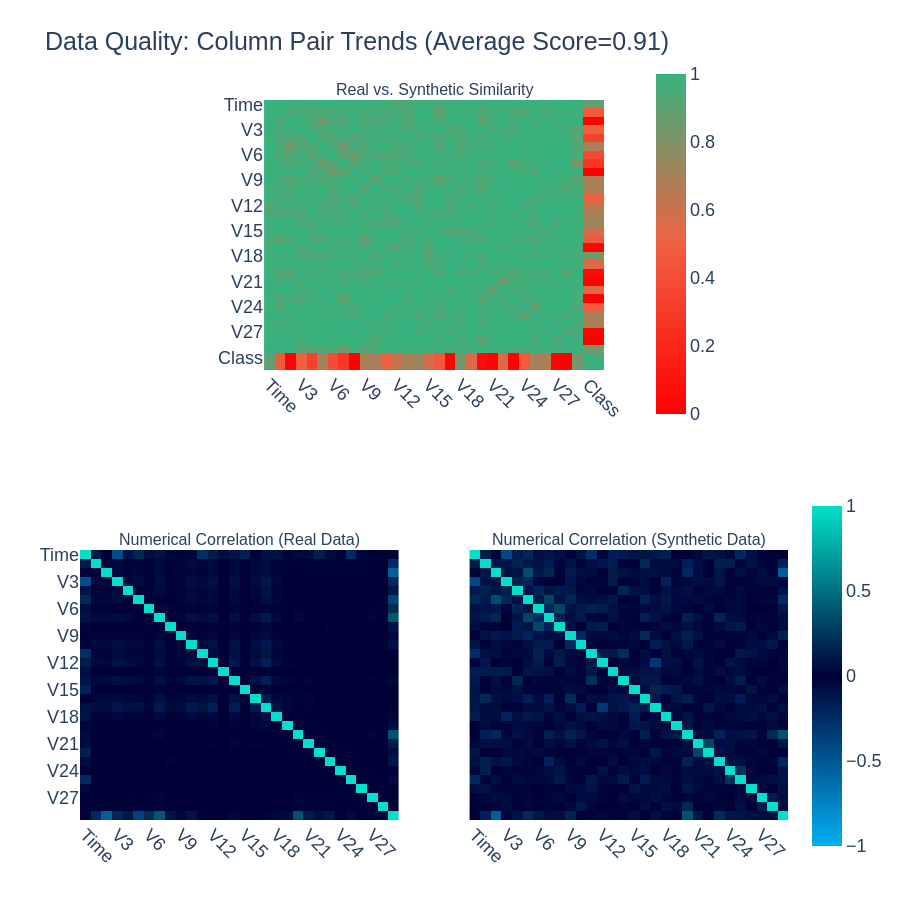 Data Quality: Column Pair Trends (Average Score=0.91)
Real vs. Synthetic Similarity
Time
V3
V6
V9
V12
V15
V18
V21
V24
V27
Class
Time
V3
V6
V9
V12
V15
V18
V21
V24
V27
Class
1
0.8
0.6
0.4
0.2
0
Numerical Correlation (Real Data)
Time
V3
V6
V9
V12
V15
V18
V21
V24
V27
Time
V3
V6
V9
V12
V15
V18
V21
V24
V27
Numerical Correlation (Synthetic Data)
Time
V3
V6
V9
V12
V15
V18
V21
V24
V27
1
0.5
0
−0.5
−1